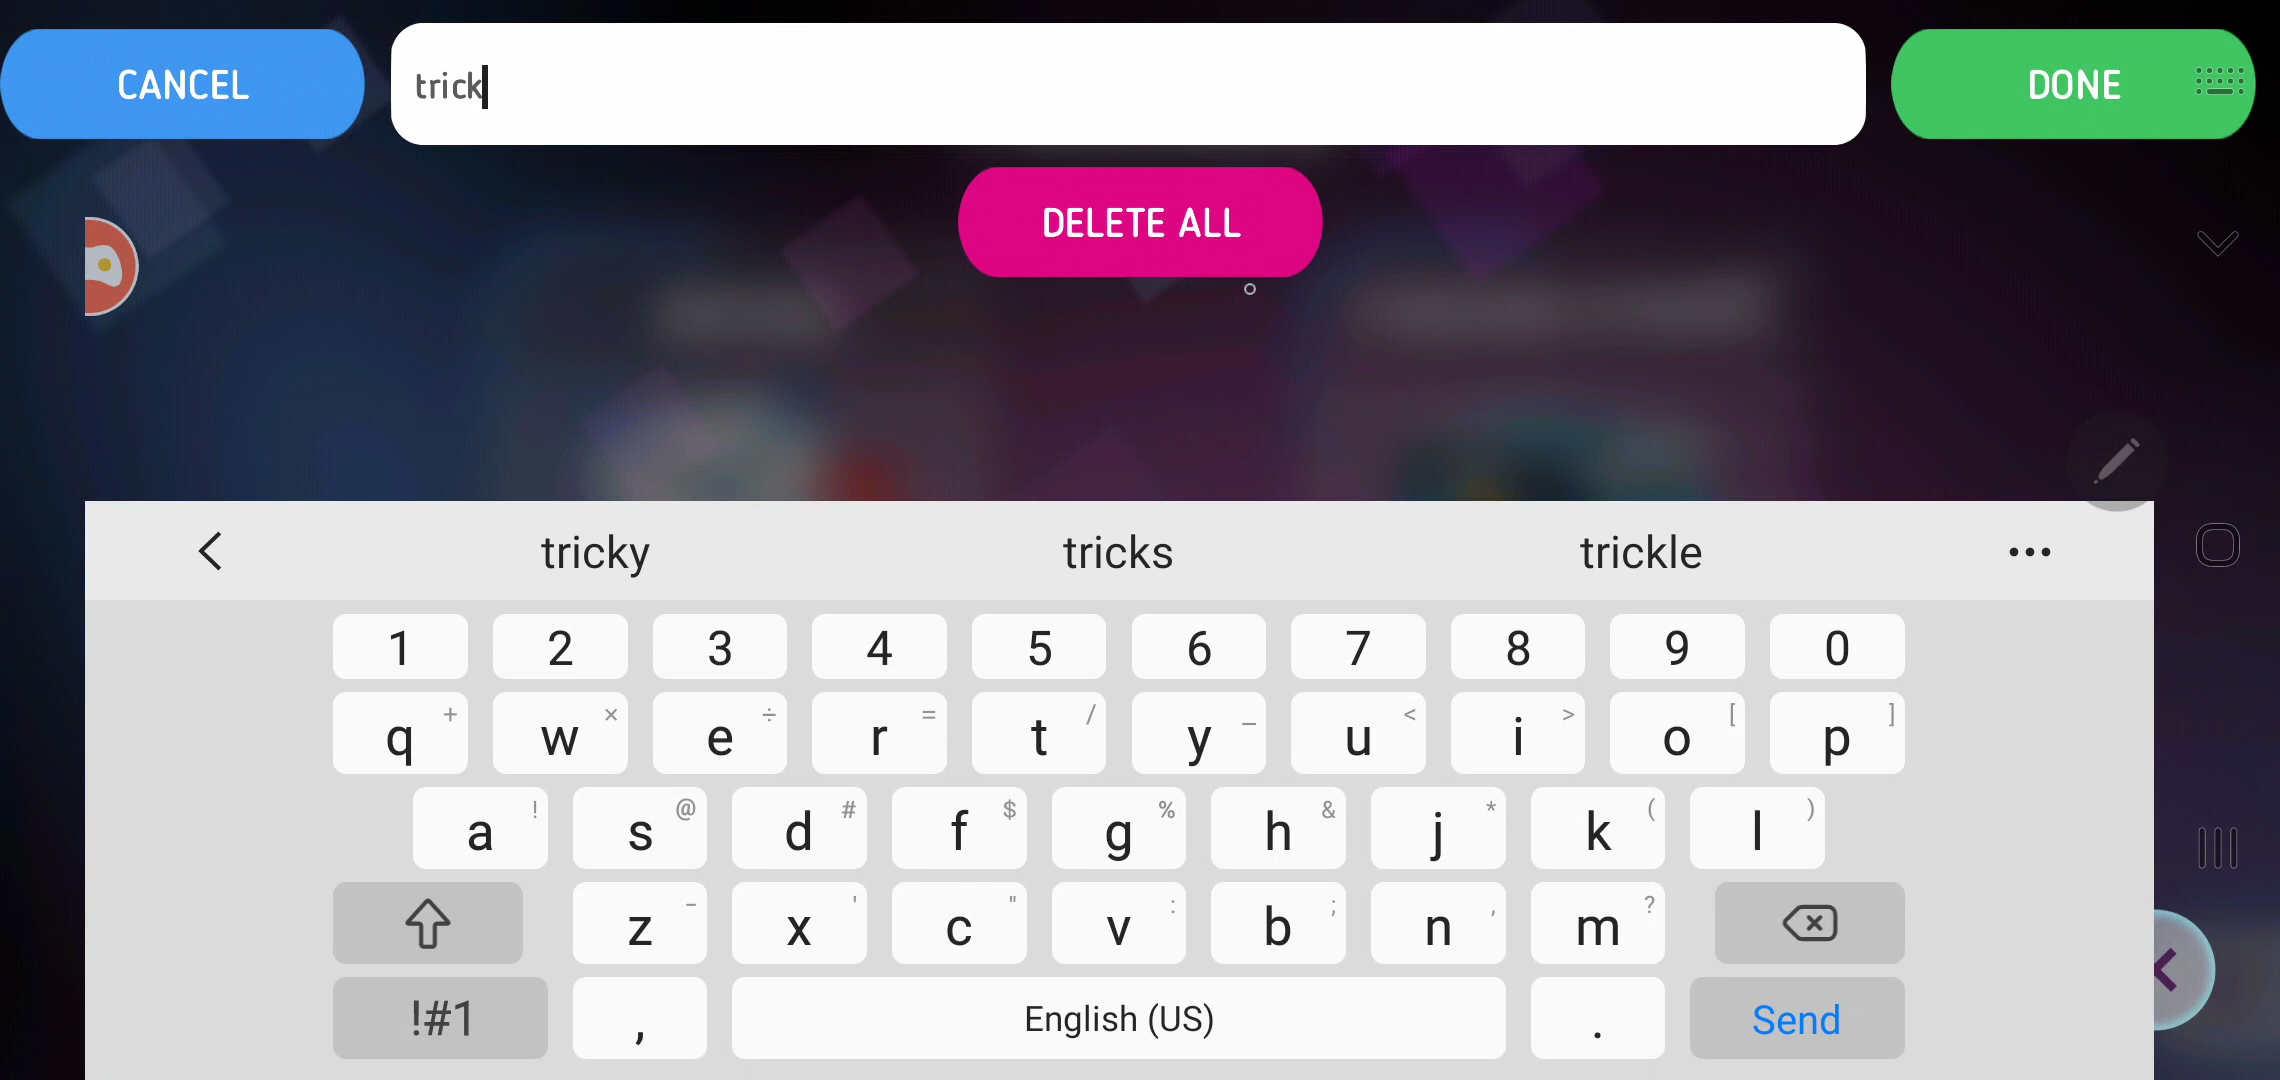 CANCEL
trick
DONE
DELETE ALL
tricky tricks trickle ...
1 2 3 4 5 6 7 8 9 0
q + w × e ÷ r = t / y _ u < i > o [ p ]
a ! s @ d # f $ g % h & j * k ( l )
z - x ' c " v : b ; n , m ?
!#1 , English (US) . Send